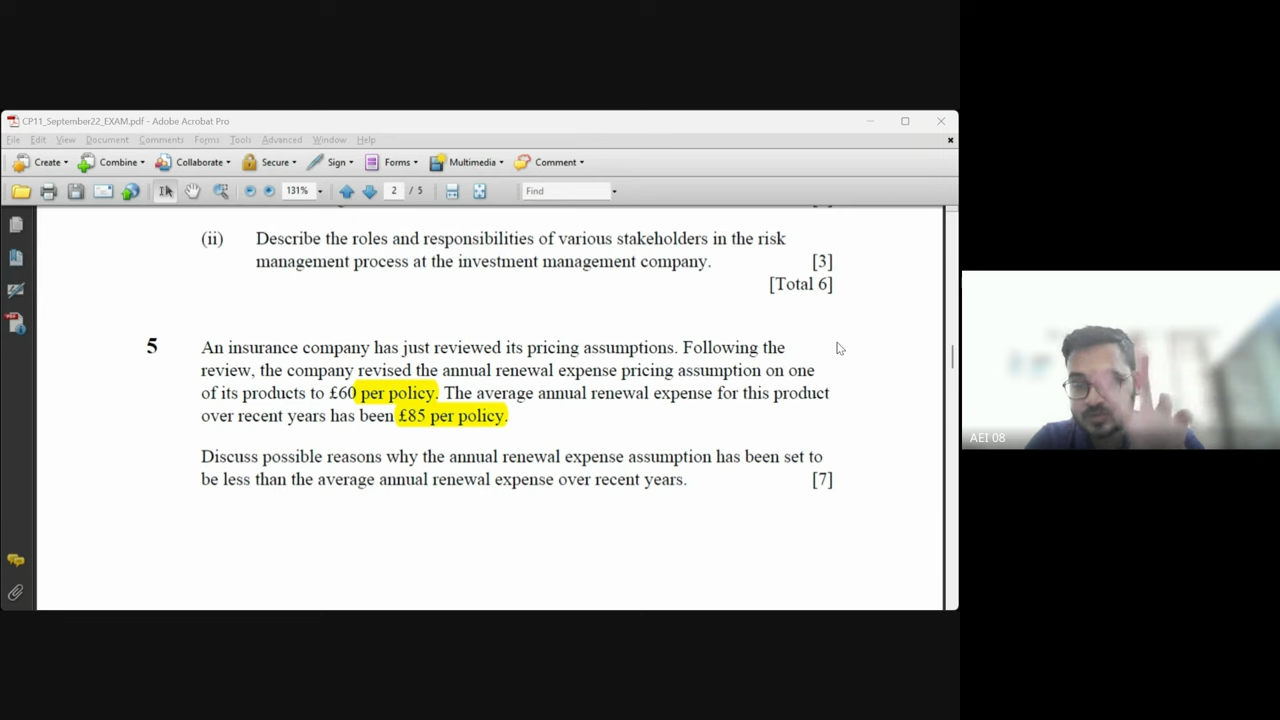 CP11_September22_EXAM.pdf - Adobe Acrobat Pro
File Edit View Document Comments Forms Tools Advanced Window Help
Create Combine Collaborate Secure Sign Forms Multimedia Comment
131% 2 / 5 Find
(ii) Describe the roles and responsibilities of various stakeholders in the risk
management process at the investment management company. [3]
[Total 6]
5 An insurance company has just reviewed its pricing assumptions. Following the
review, the company revised the annual renewal expense pricing assumption on one
of its products to £60 per policy. The average annual renewal expense for this product
over recent years has been £85 per policy.
Discuss possible reasons why the annual renewal expense assumption has been set to
be less than the average annual renewal expense over recent years. [7]
AEI 08